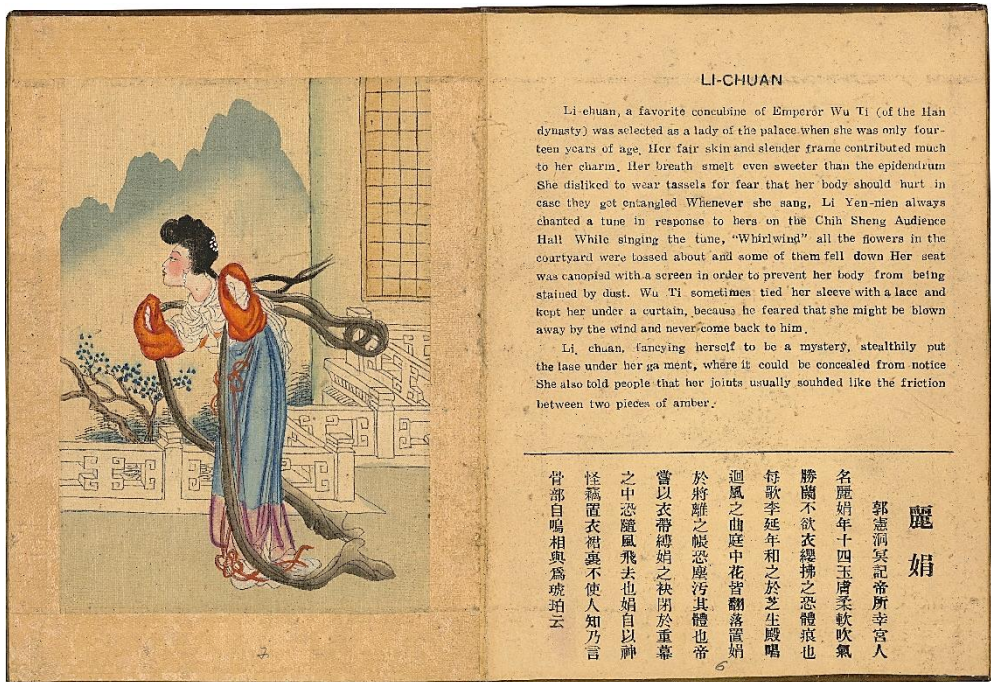 LI-CHUAN
Li-chuan, a favorite concubine of Emperor Wu Ti (of the Han
dynasty) was selected as a lady of the palace when she was only four-
teen years of age. Her fair skin and slender frame contributed much
to her charm. Her breath smelt even sweeter than the epidendrum
She disliked to wear tassels for fear that her body should hurt in
case they got entangled Whenever she sang, Li Yen-nien always
chanted a tune in response to hers on the Chih Sheng Audience
Hall While singing the tune, "Whirlwind" all the flowers in the
courtyard were tossed about and some of them fell down Her seat
was canopied with a screen in order to prevent her body from being
stained by dust. Wu Ti sometimes tied her sleeve with a lace and
kept her under a curtain, because he feared that she might be blown
away by the wind and never come back to him.
Li, chuan, fancying herself to be a mystery, stealthily put
the lase under her ga ment, where it could be concealed from notice
She also told people that her joints usually souhded like the friction
between two pieces of amber.
麗娟
郭憲洞冥記帝所幸宮人
名麗娟年十四玉膚柔軟吹氣
勝蘭不欲衣纓拂之恐體痕也
每歌李延年和之於芝生殿唱
迴風之曲庭中花皆翻落置娟
於將離之帳恐塵汚其體也帝
嘗以衣帶縛娟之袂閉於重幕
之中恐隨風飛去也娟自以神
怪竊置衣裙裏不使人知乃言
骨部自鳴相與爲琥珀云
7
6